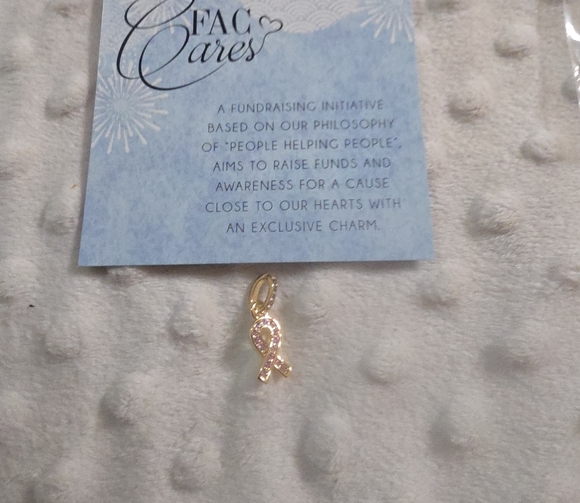 FAC
Cares
A FUNDRAISING INITIATIVE
BASED ON OUR PHILOSOPHY
OF "PEOPLE HELPING PEOPLE",
AIMS TO RAISE FUNDS AND
AWARENESS FOR A CAUSE
CLOSE TO OUR HEARTS WITH
AN EXCLUSIVE CHARM.